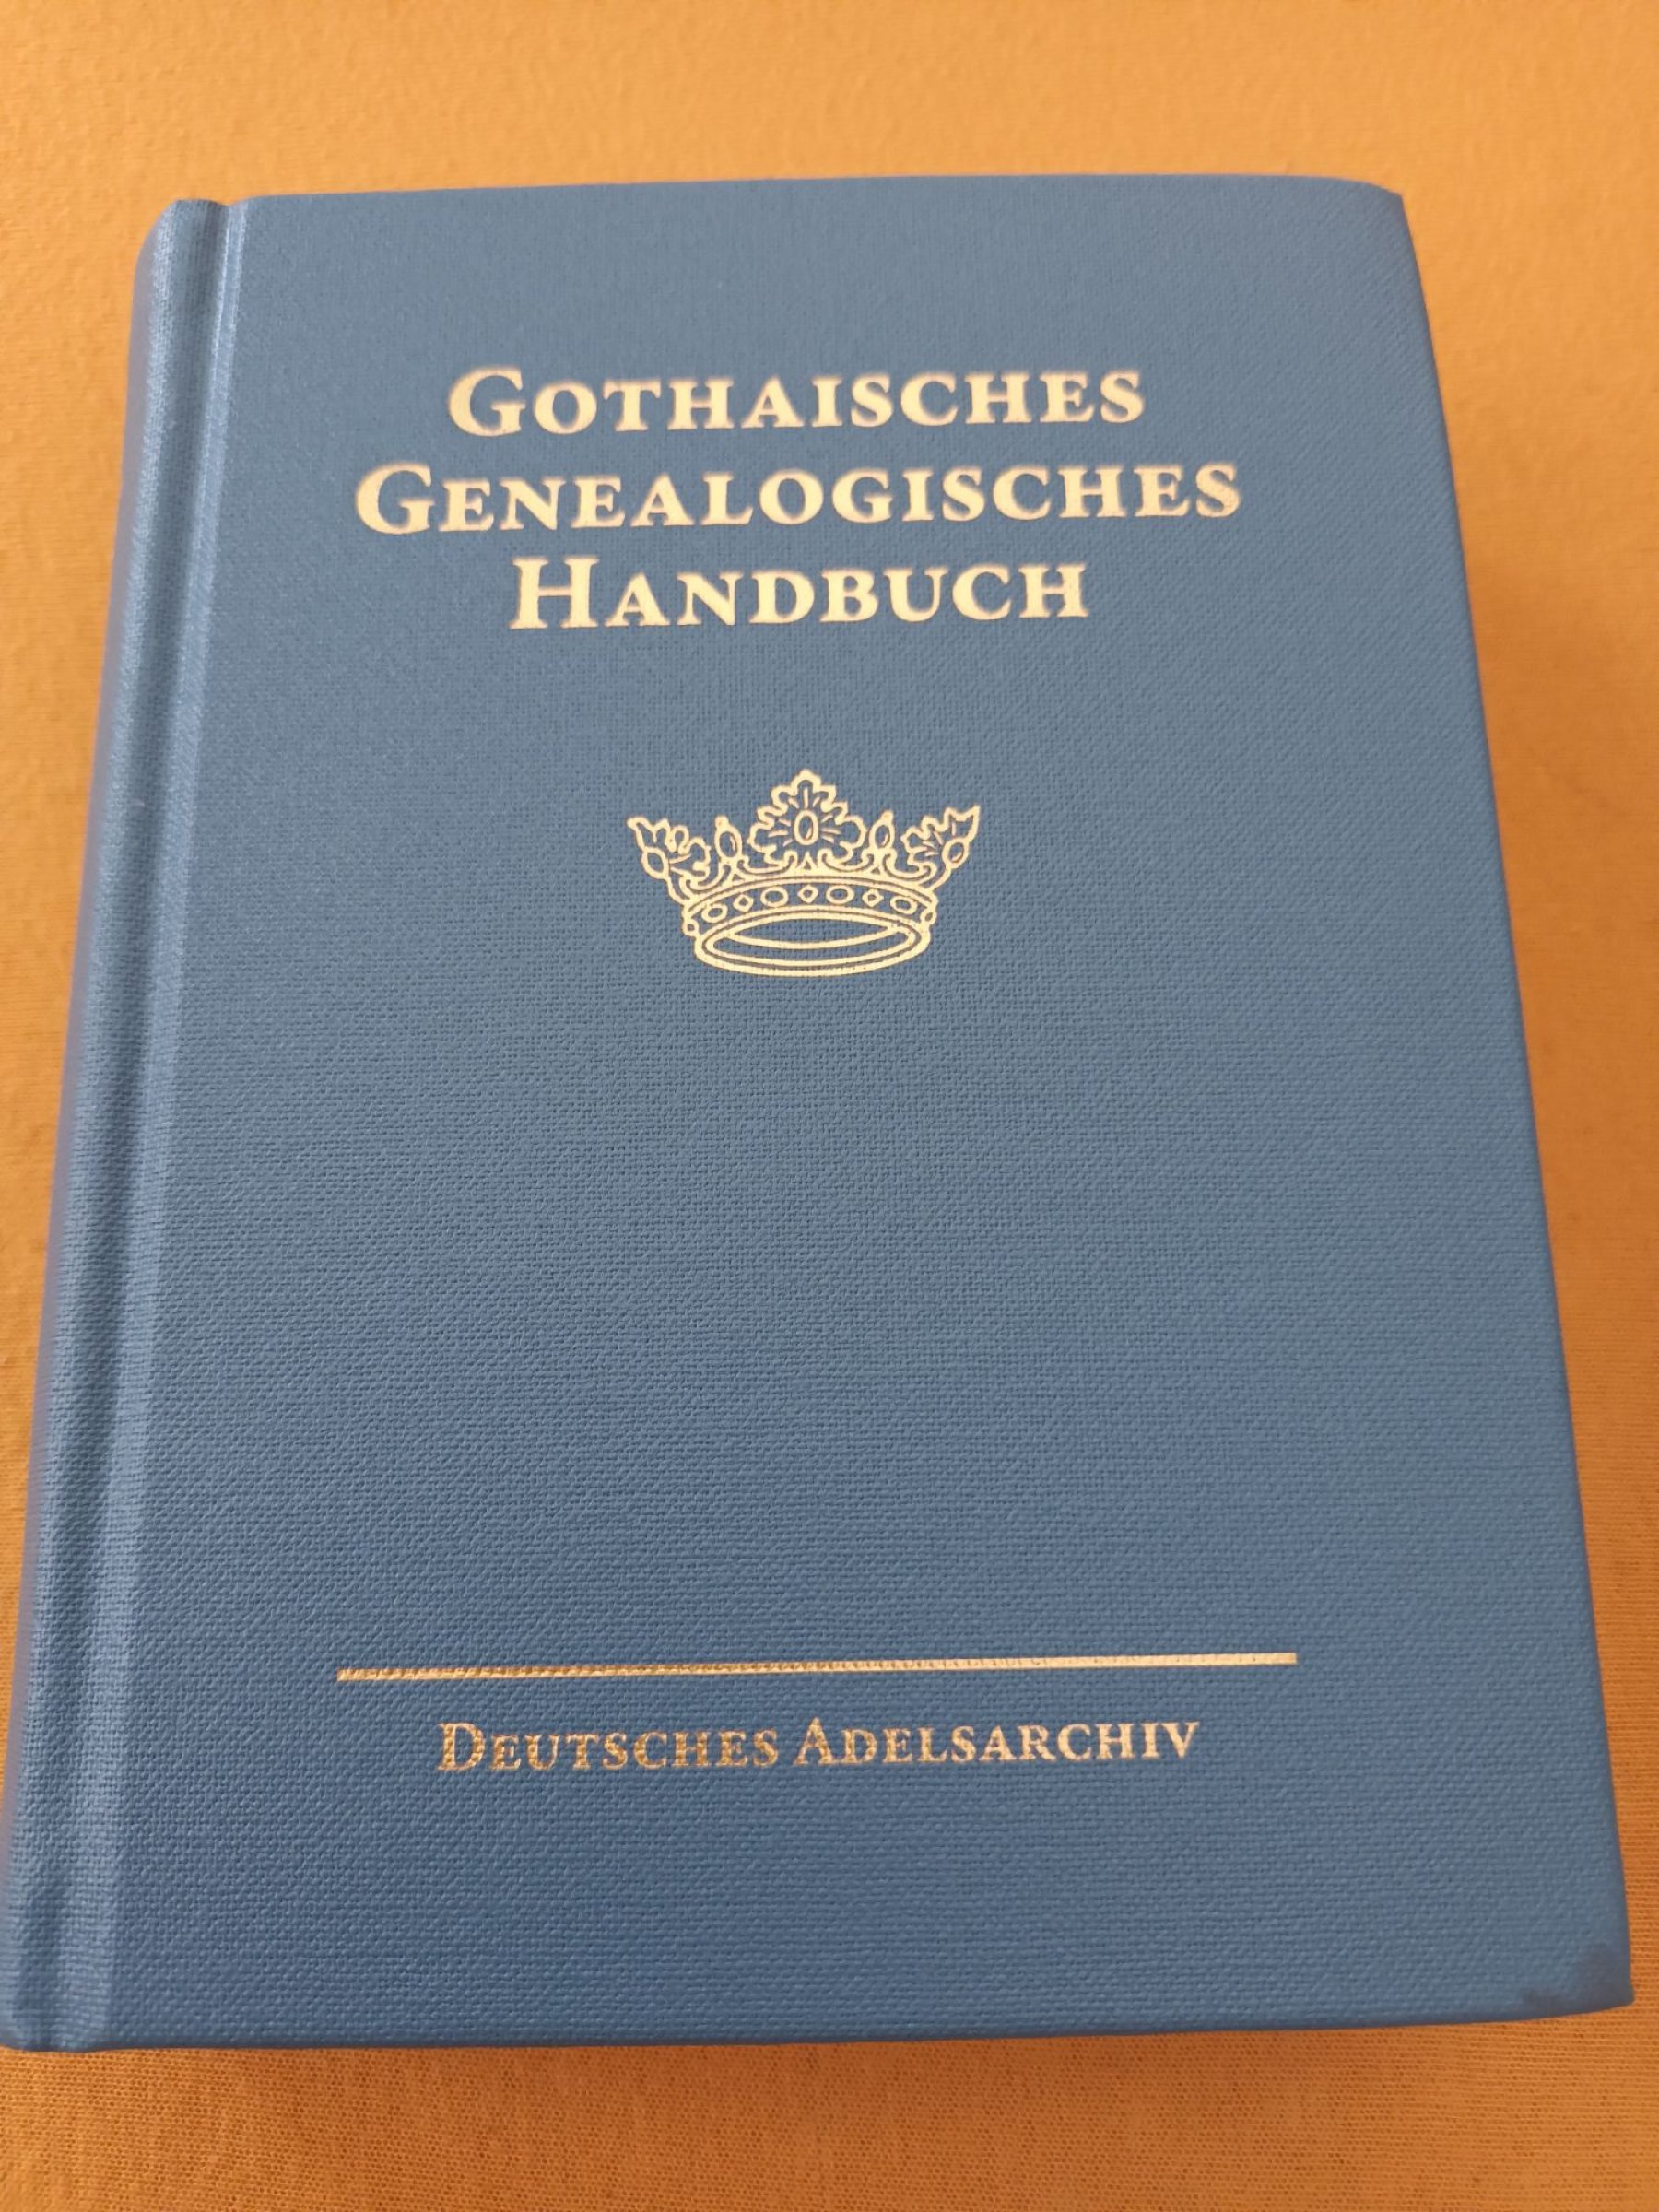 GOTHAISCHES
GENEALOGISCHES
HANDBUCH
DEUTSCHES ADELSARCHIV